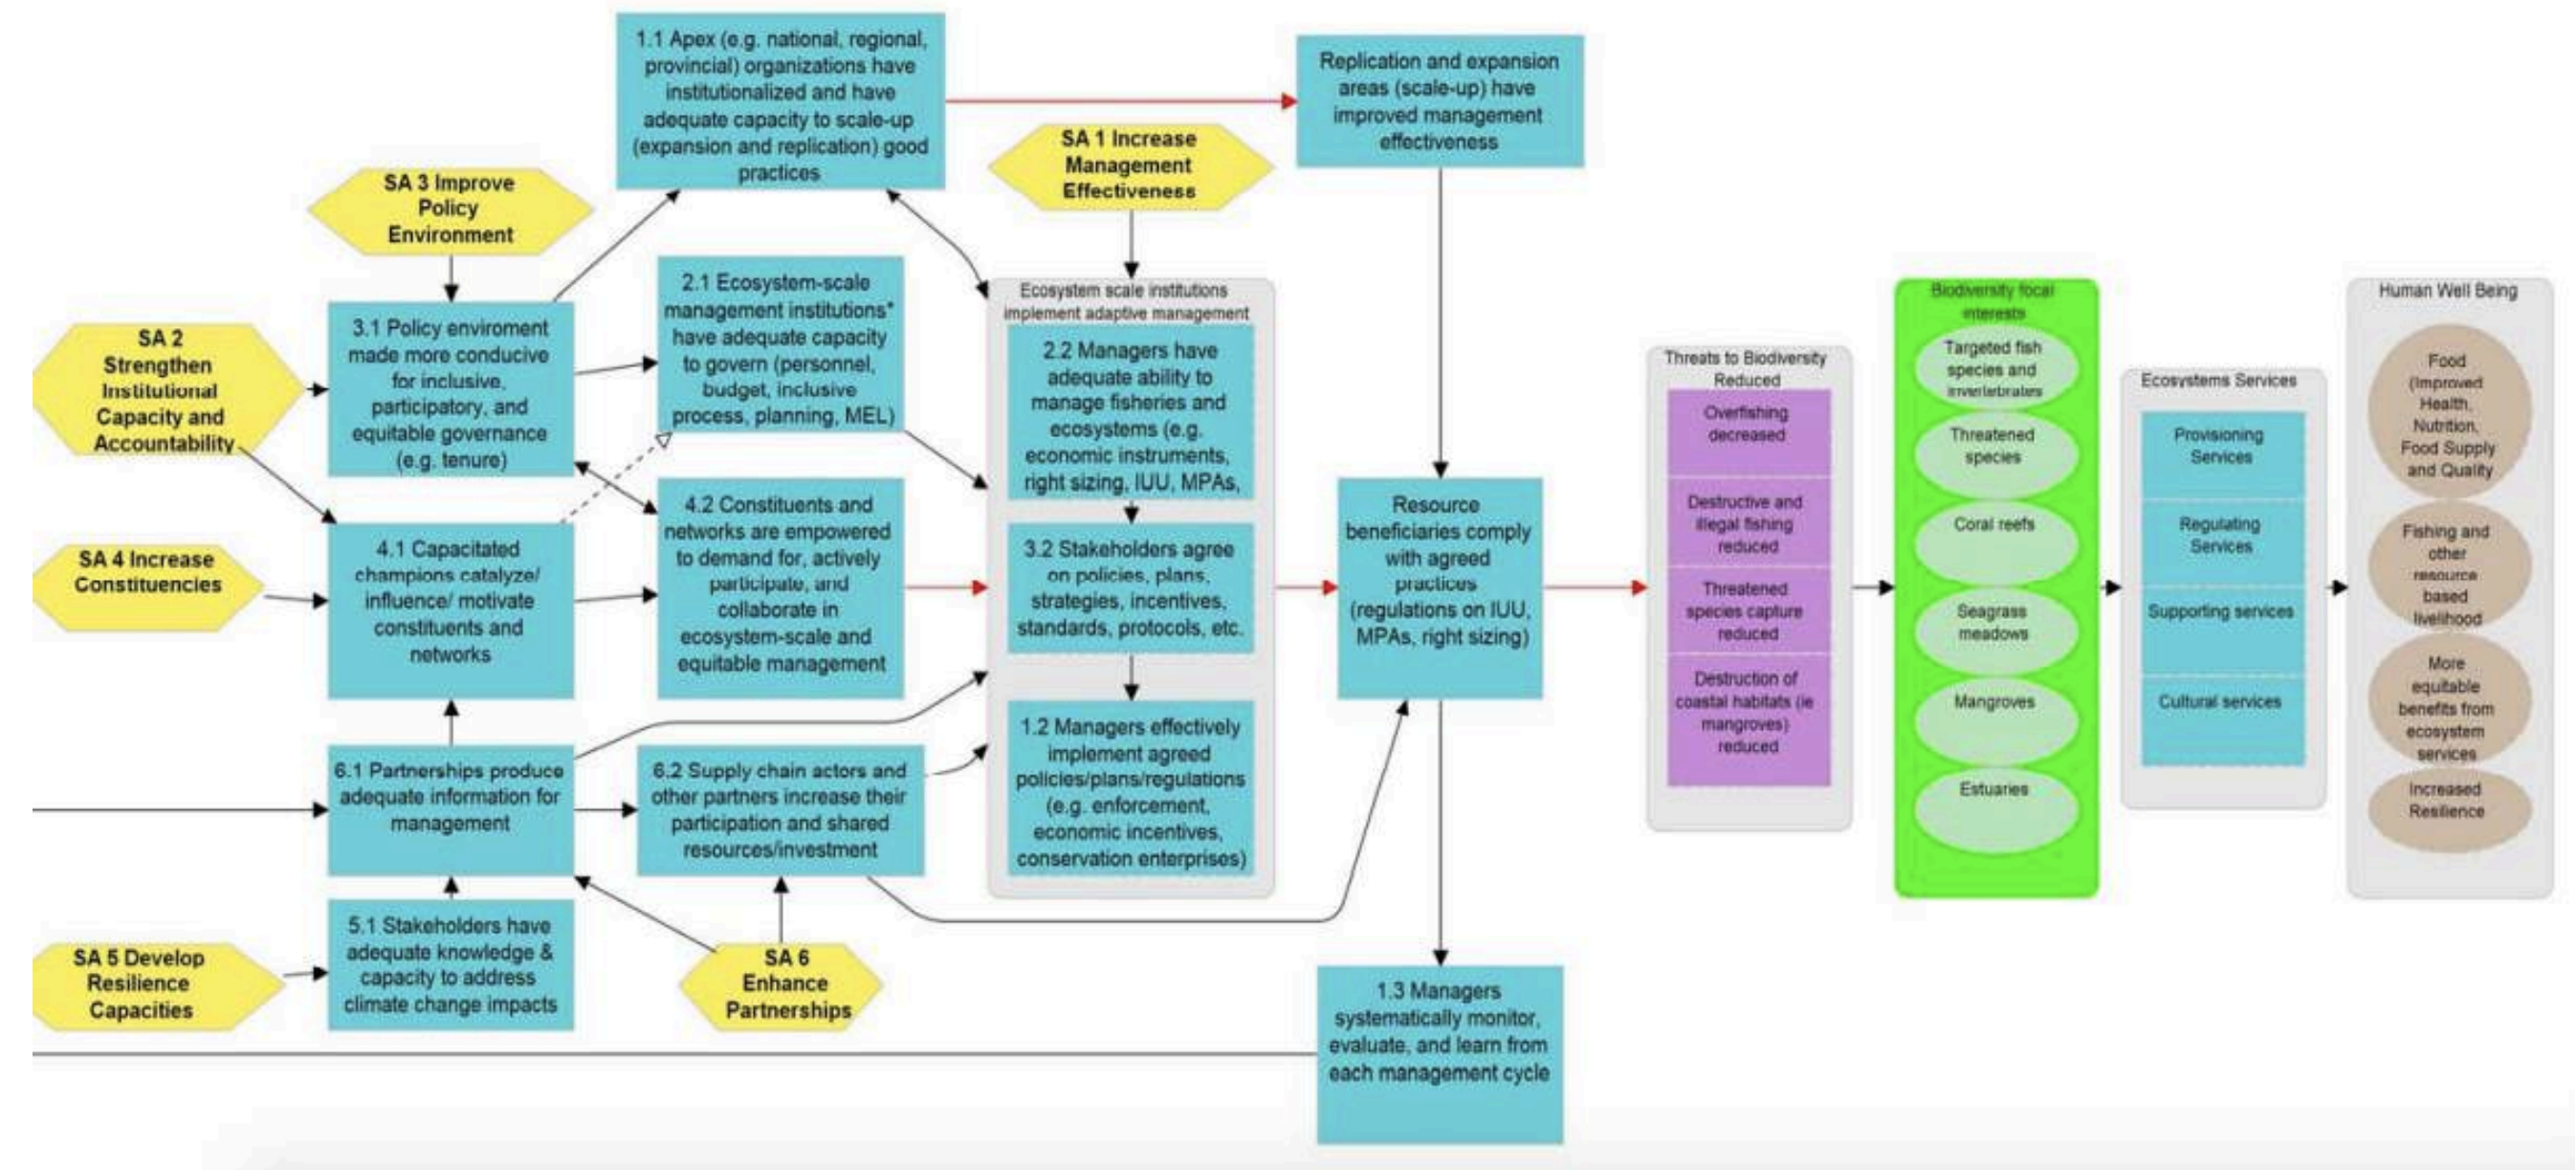 1.1 Apex (e.g. national, regional,
provincial) organizations have
institutionalized and have
adequate capacity to scale-up
(expansion and replication) good
practices
Replication and expansion
areas (scale-up) have
improved management
effectiveness
SA 1 Increase
Management
Effectiveness
SA 3 Improve
Policy
Environment
SA 2
Strengthen
Institutional
Capacity and
Accountability
3.1 Policy enviroment
made more conducive
for inclusive,
participatory, and
equitable governance
(e.g. tenure)
2.1 Ecosystem-scale
management institutions*
have adequate capacity
to govern (personnel,
budget, inclusive
process, planning, MEL)
Ecosystem scale institutions
implement adaptive management
2.2 Managers have
adequate ability to
manage fisheries and
ecosystems (e.g.
economic instruments,
right sizing, IUU, MPAs,
SA 4 Increase
Constituencies
4.1 Capacitated
champions catalyze/
influence/ motivate
constituents and
networks
4.2 Constituents and
networks are empowered
to demand for, actively
participate, and
collaborate in
ecosystem-scale and
equitable management
3.2 Stakeholders agree
on policies, plans,
strategies, incentives,
standards, protocols, etc.
Resource
beneficiaries comply
with agreed
practices
(regulations on IUU,
MPAs, right sizing)
6.1 Partnerships produce
adequate information for
management
6.2 Supply chain actors and
other partners increase their
participation and shared
resources/investment
1.2 Managers effectively
implement agreed
policies/plans/regulations
(e.g. enforcement,
economic incentives,
conservation enterprises)
SA 5 Develop
Resilience
Capacities
5.1 Stakeholders have
adequate knowledge &
capacity to address
climate change impacts
SA 6
Enhance
Partnerships
1.3 Managers
systematically monitor,
evaluate, and learn from
each management cycle
Threats to Biodiversity
Reduced
Overfishing
decreased
Destructive and
illegal fishing
reduced
Threatened
species capture
reduced
Destruction of
coastal habitats (ie
mangroves)
reduced
Biodiversity focal
interests
Targeted fish
species and
invertebrates
Threatened
species
Coral reefs
Seagrass
meadows
Mangroves
Estuaries
Ecosystems Services
Provisioning
Services
Regulating
Services
Supporting services
Cultural services
Human Well Being
Food
(Improved
Health,
Nutrition,
Food Supply
and Quality
Fishing and
other
resource
based
livelihood
More
equitable
benefits from
ecosystem
services
Increased
Resilience